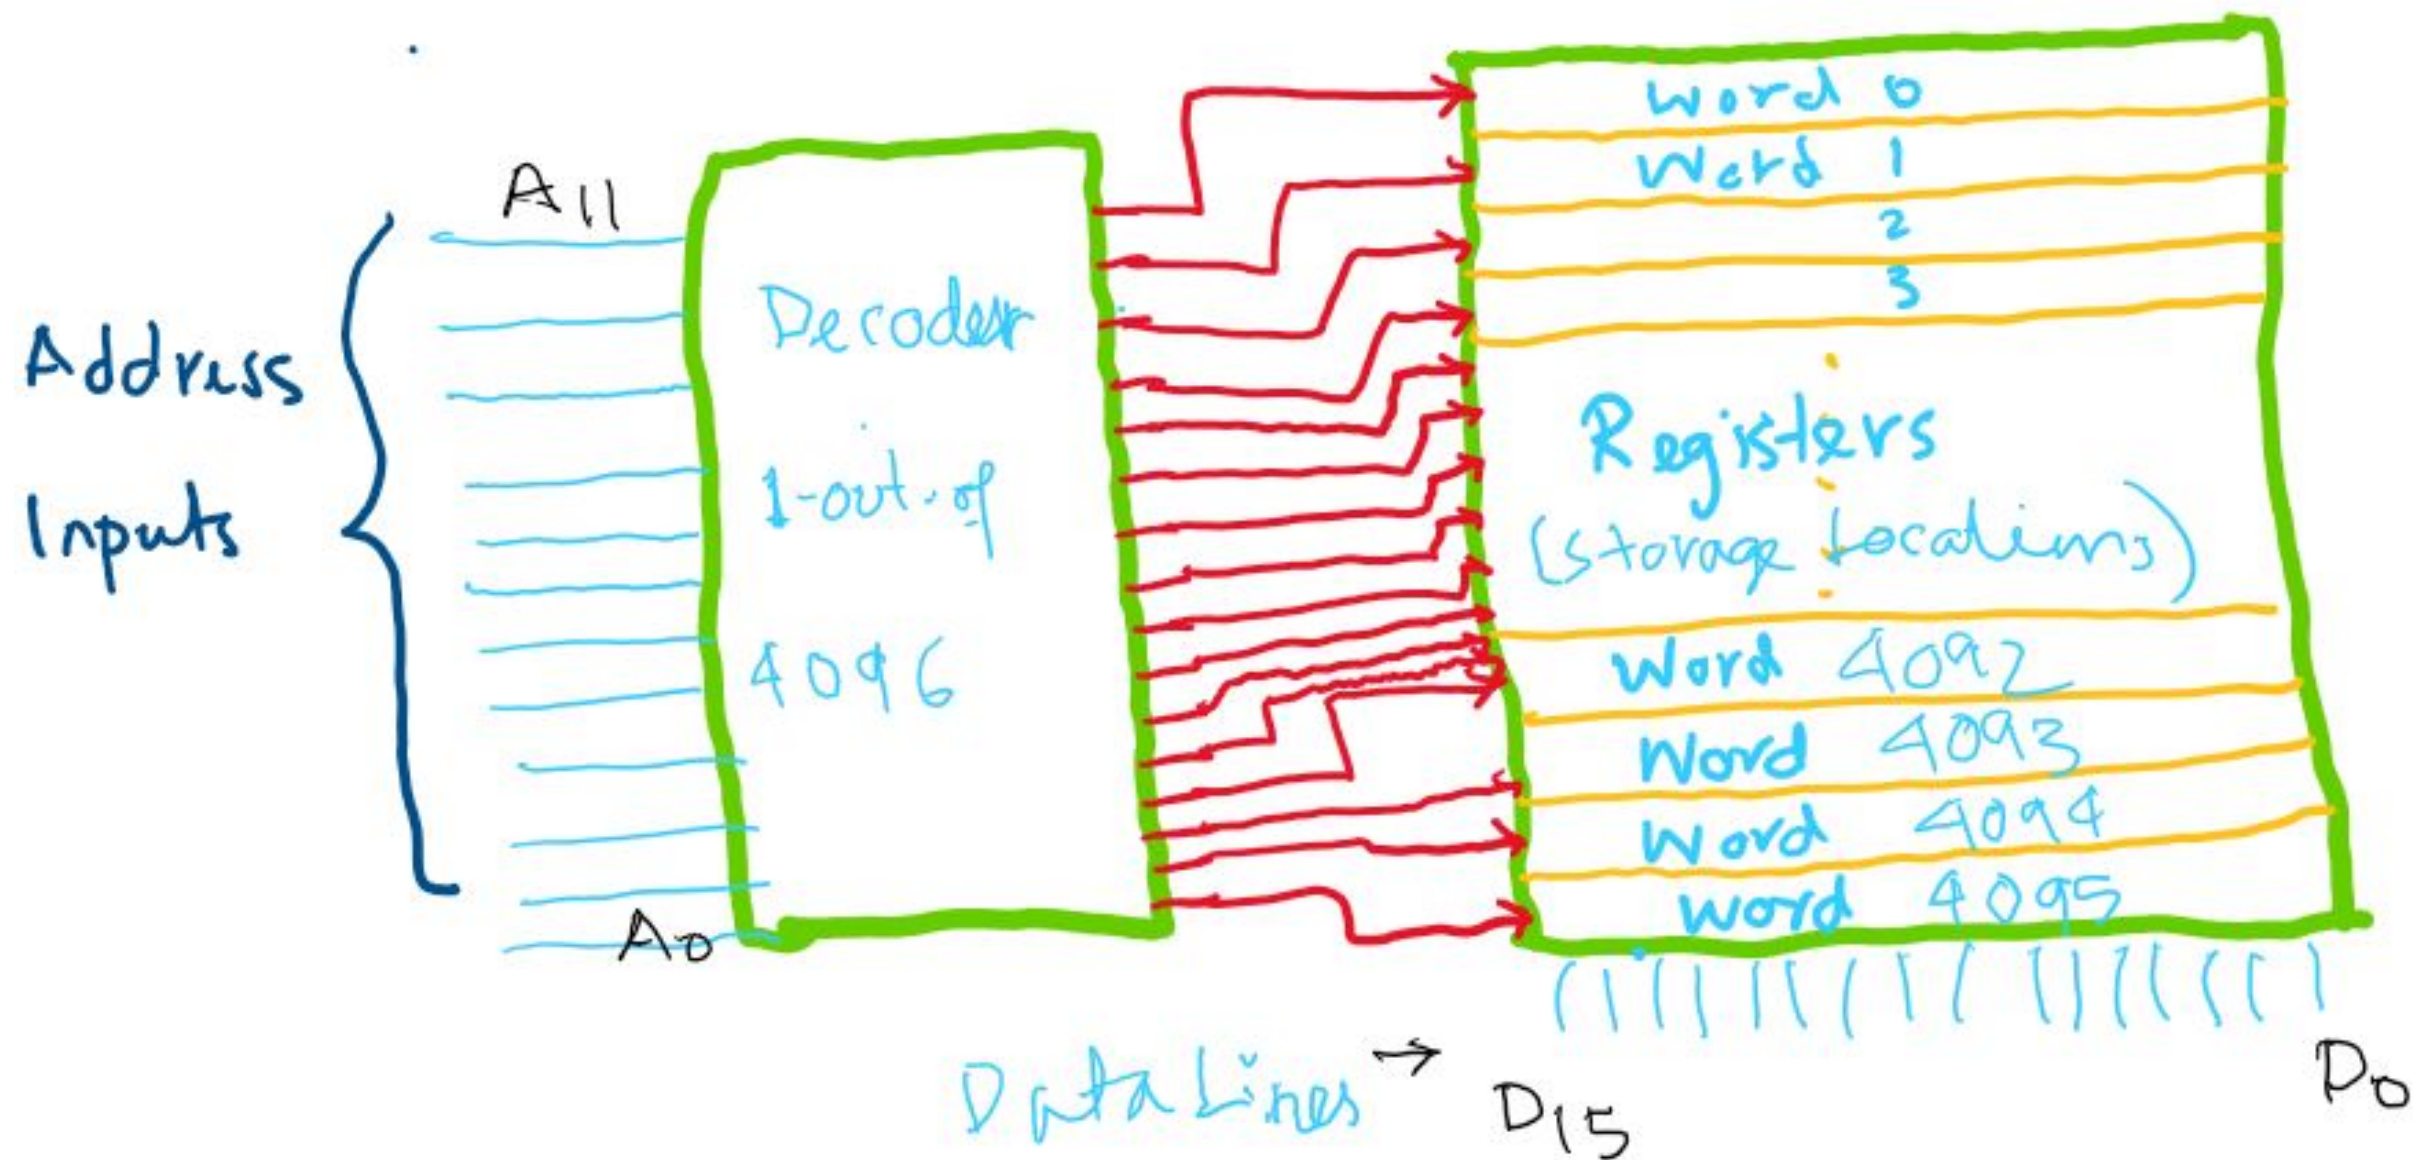 A11
Address
Inputs
A0
Decoder
1-out-of
4096
Word 0
Word 1
2
3
Registers
(storage locations)
Word 4092
Word 4093
Word 4094
Word 4095
Data Lines → D15
D0